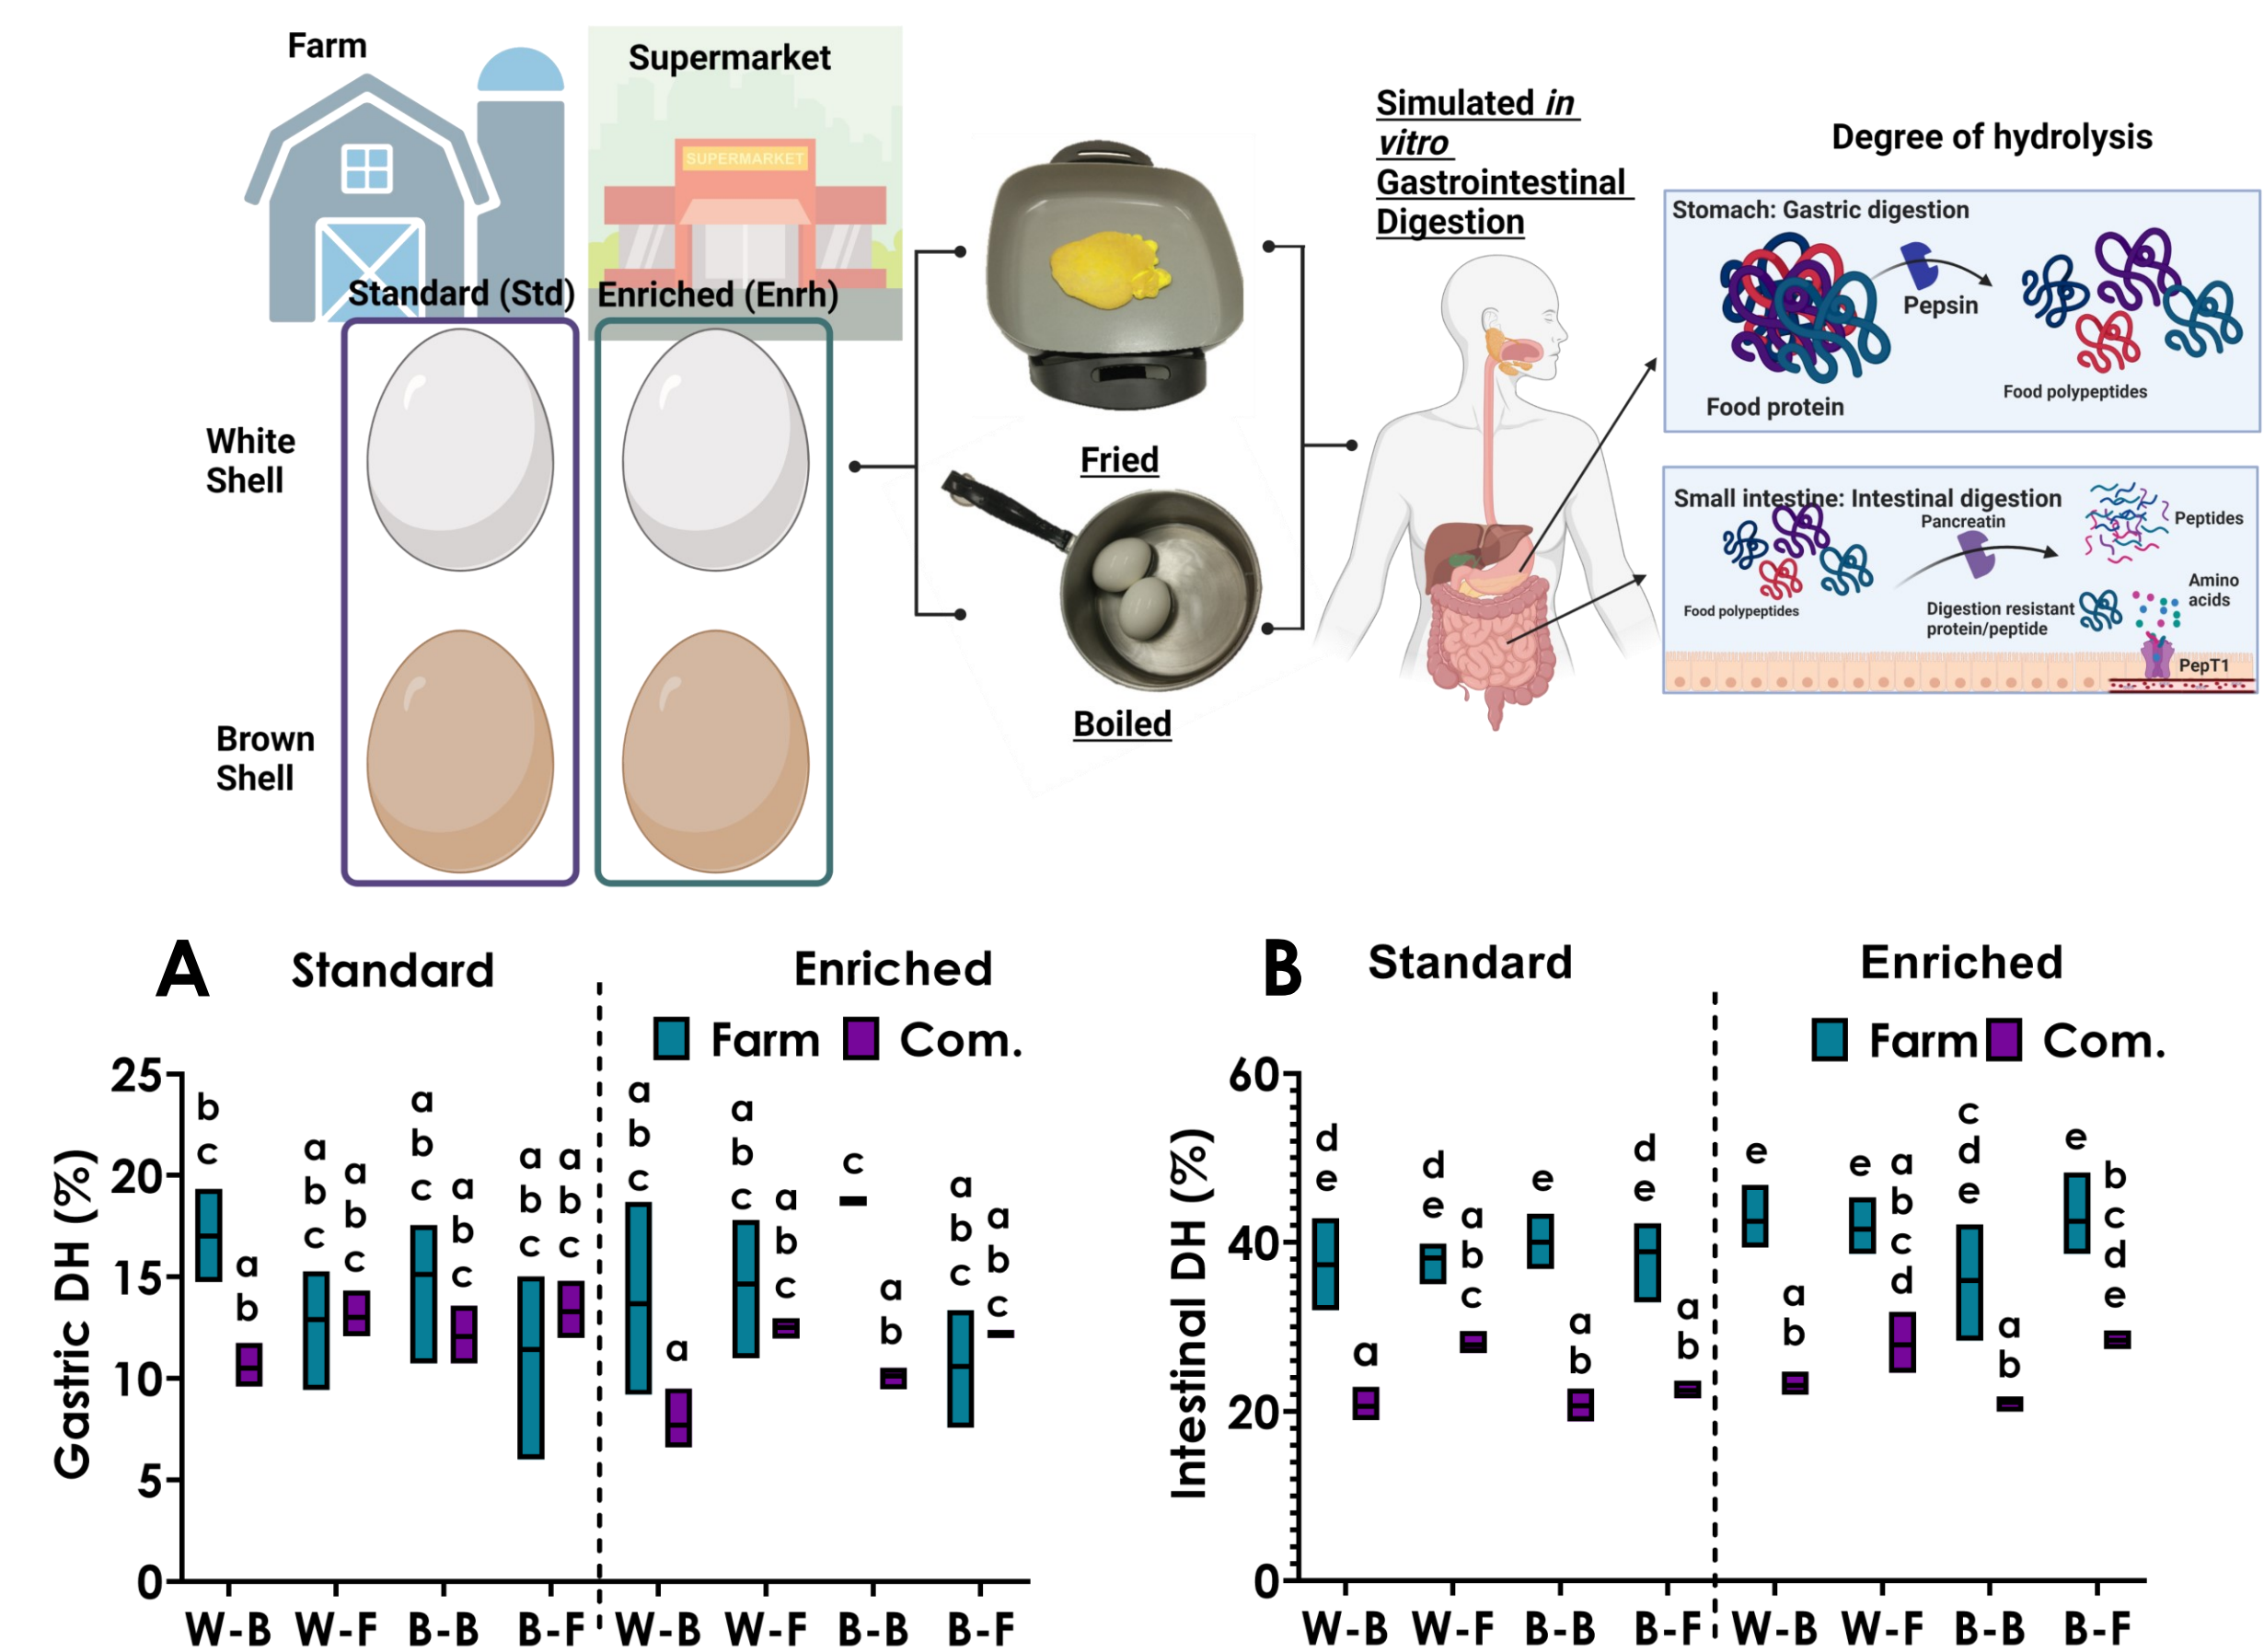 Farm
Supermarket
SUPERMARKET
Standard (Std)
Enriched (Enrh)
White
Shell
Brown
Shell
Fried
Boiled
Simulated in
vitro
Gastrointestinal
Digestion
Degree of hydrolysis
Stomach: Gastric digestion
Pepsin
Food protein
Food polypeptides
Small intestine: Intestinal digestion
Pancreatin
Peptides
Food polypeptides
Digestion resistant
protein/peptide
Amino
acids
PepT1
A
Standard
Enriched
Farm
Com.
Gastric DH (%)
25
20
15
10
5
0
b
c
a
b
a
b
c
a
b
c
a
b
c
a
b
c
a
b
c
a
b
c
a
b
c
a
a
b
c
a
b
c
c
a
b
a
b
c
a
b
c
W-B
W-F
B-B
B-F
W-B
W-F
B-B
B-F
B
Standard
Enriched
Farm
Com.
Intestinal DH (%)
60
40
20
0
d
e
a
d
e
a
b
c
e
a
b
d
e
a
b
e
a
b
e
a
b
c
d
c
d
e
a
b
e
b
c
d
e
W-B
W-F
B-B
B-F
W-B
W-F
B-B
B-F